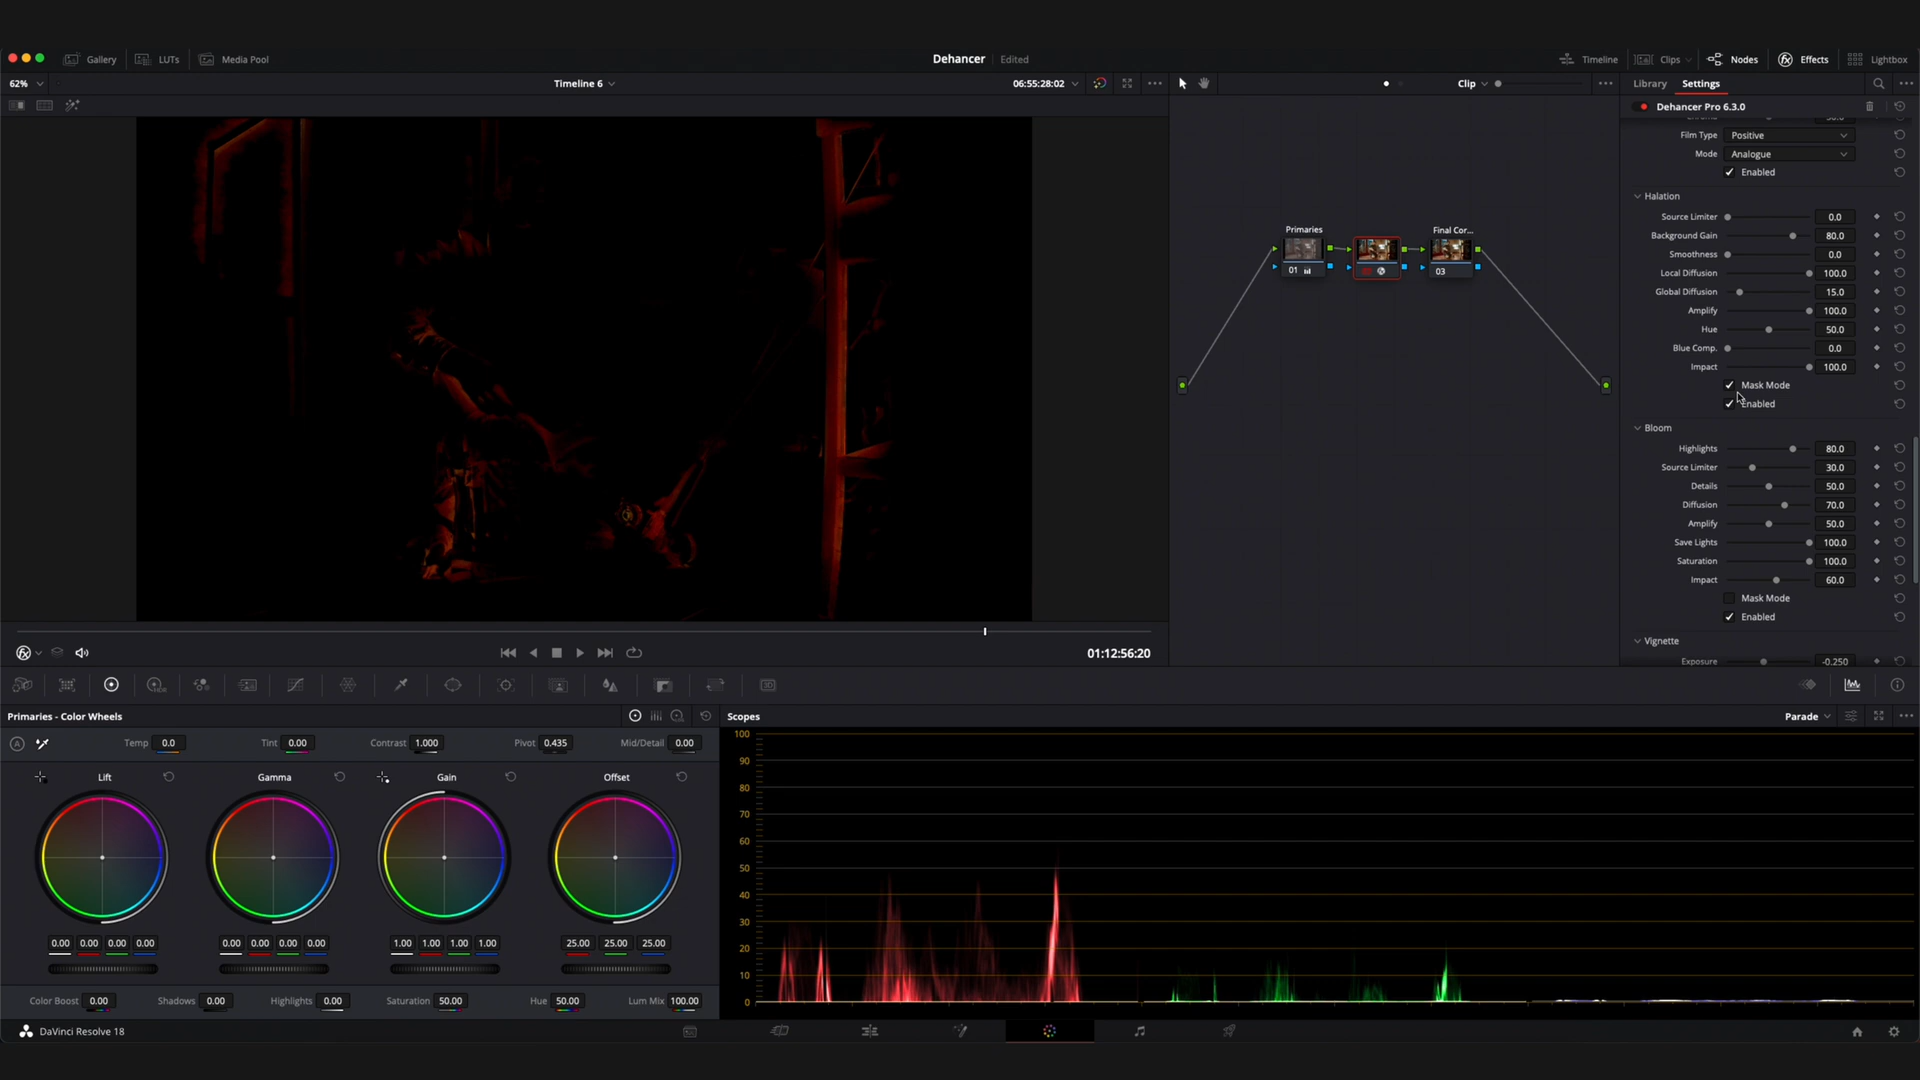 Gallery LUTs Media Pool Dehancer Edited Timeline Clips Nodes Effects Lightbox
62% Timeline 6 06:55:28:02 Clip Library Settings
Dehancer Pro 6.3.0
Film Type Positive
Mode Analogue
Enabled
Halation
Source Limiter 0.0
Background Gain 80.0
Smoothness 0.0
Local Diffusion 100.0
Global Diffusion 15.0
Amplify 100.0
Hue 50.0
Blue Comp. 0.0
Impact 100.0
Mask Mode
Enabled
Bloom
Highlights 80.0
Source Limiter 30.0
Details 50.0
Diffusion 70.0
Amplify 50.0
Save Lights 100.0
Saturation 100.0
Impact 60.0
Mask Mode
Enabled
Vignette
Exposure -0.250
Primaries Final Cor...
01 03
01:12:56:20
Primaries - Color Wheels
Temp 0.0 Tint 0.00 Contrast 1.000 Pivot 0.435 Mid/Detail 0.00
Lift Gamma Gain Offset
0.00 0.00 0.00 0.00 0.00 0.00 0.00 0.00 1.00 1.00 1.00 1.00 25.00 25.00 25.00
Color Boost 0.00 Shadows 0.00 Highlights 0.00 Saturation 50.00 Hue 50.00 Lum Mix 100.00
Scopes Parade
100
90
80
70
60
50
40
30
20
10
0
DaVinci Resolve 18